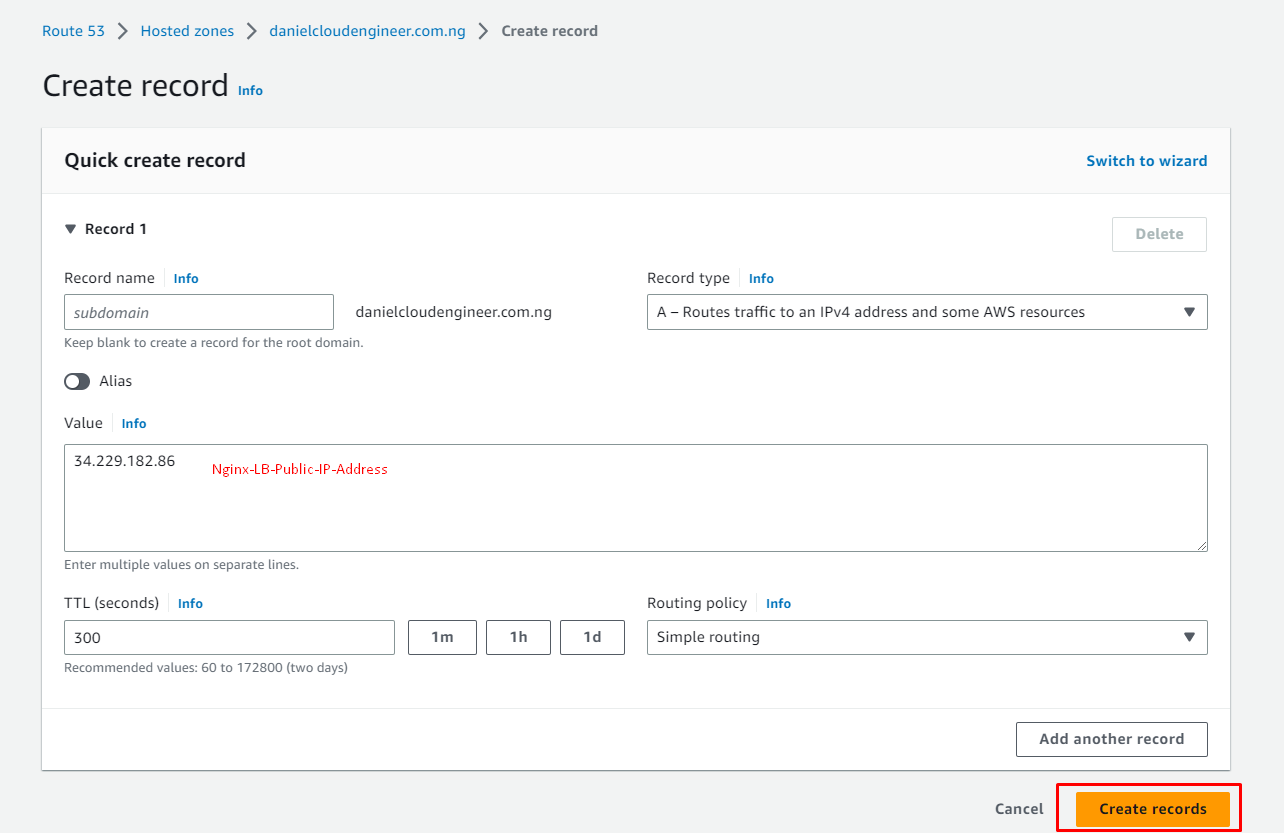 Route 53 > Hosted zones > danielcloudengineer.com.ng > Create record
Create record Info
Quick create record Switch to wizard
Record 1
Delete
Record name Info Record type Info
subdomain danielcloudengineer.com.ng A – Routes traffic to an IPv4 address and some AWS resources
Keep blank to create a record for the root domain.
Alias
Value Info
34.229.182.86 Nginx-LB-Public-IP-Address
Enter multiple values on separate lines.
TTL (seconds) Info Routing policy Info
300 1m 1h 1d Simple routing
Recommended values: 60 to 172800 (two days)
Add another record
Cancel Create records